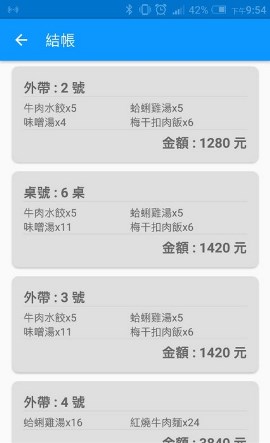 42% 下午9:54
結帳
外帶 : 2 號
牛肉水餃x5 蛤蜊雞湯x5
味噌湯x4 梅干扣肉飯x6
金額 : 1280 元
桌號 : 6 桌
牛肉水餃x5 蛤蜊雞湯x5
味噌湯x11 梅干扣肉飯x6
金額 : 1420 元
外帶 : 3 號
牛肉水餃x5 蛤蜊雞湯x5
味噌湯x11 梅干扣肉飯x6
金額 : 1420 元
外帶 : 4 號
蛤蜊雞湯x16 紅燒牛肉麵x24
金額 : 3840 元